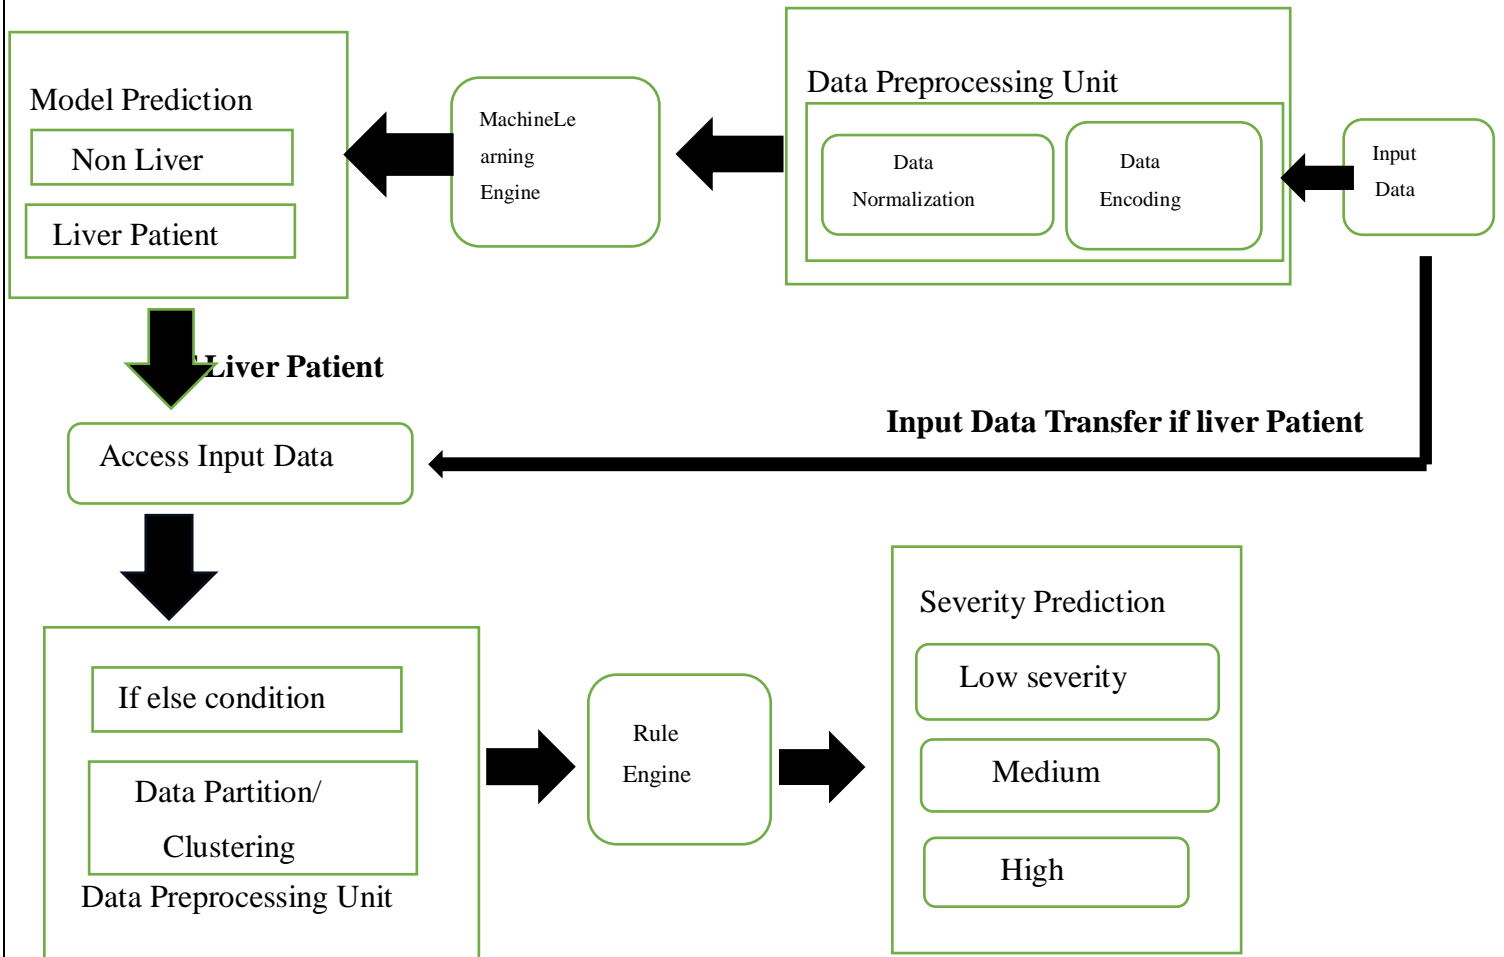 Model Prediction
Non Liver
Liver Patient
MachineLe
arning
Engine
Data Preprocessing Unit
Data
Normalization
Data
Encoding
Input
Data
Liver Patient
Input Data Transfer if liver Patient
Access Input Data
If else condition
Data Partition/
Clustering
Data Preprocessing Unit
Rule
Engine
Severity Prediction
Low severity
Medium
High